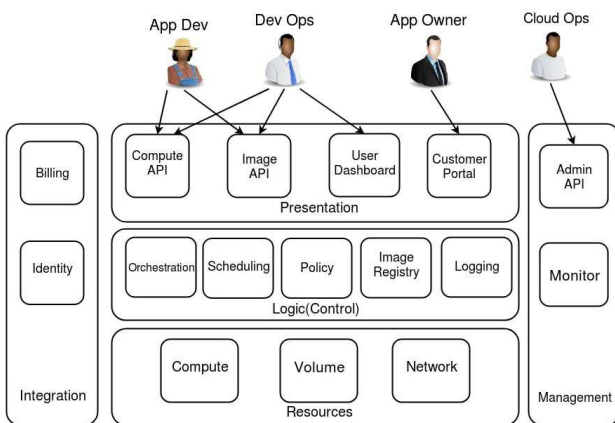 App Dev
Dev Ops
App Owner
Cloud Ops
Billing
Identity
Integration
Compute
API
Image
API
User
Dashboard
Customer
Portal
Presentation
Orchestration
Scheduling
Policy
Image
Registry
Logging
Logic(Control)
Compute
Volume
Network
Resources
Admin
API
Monitor
Management